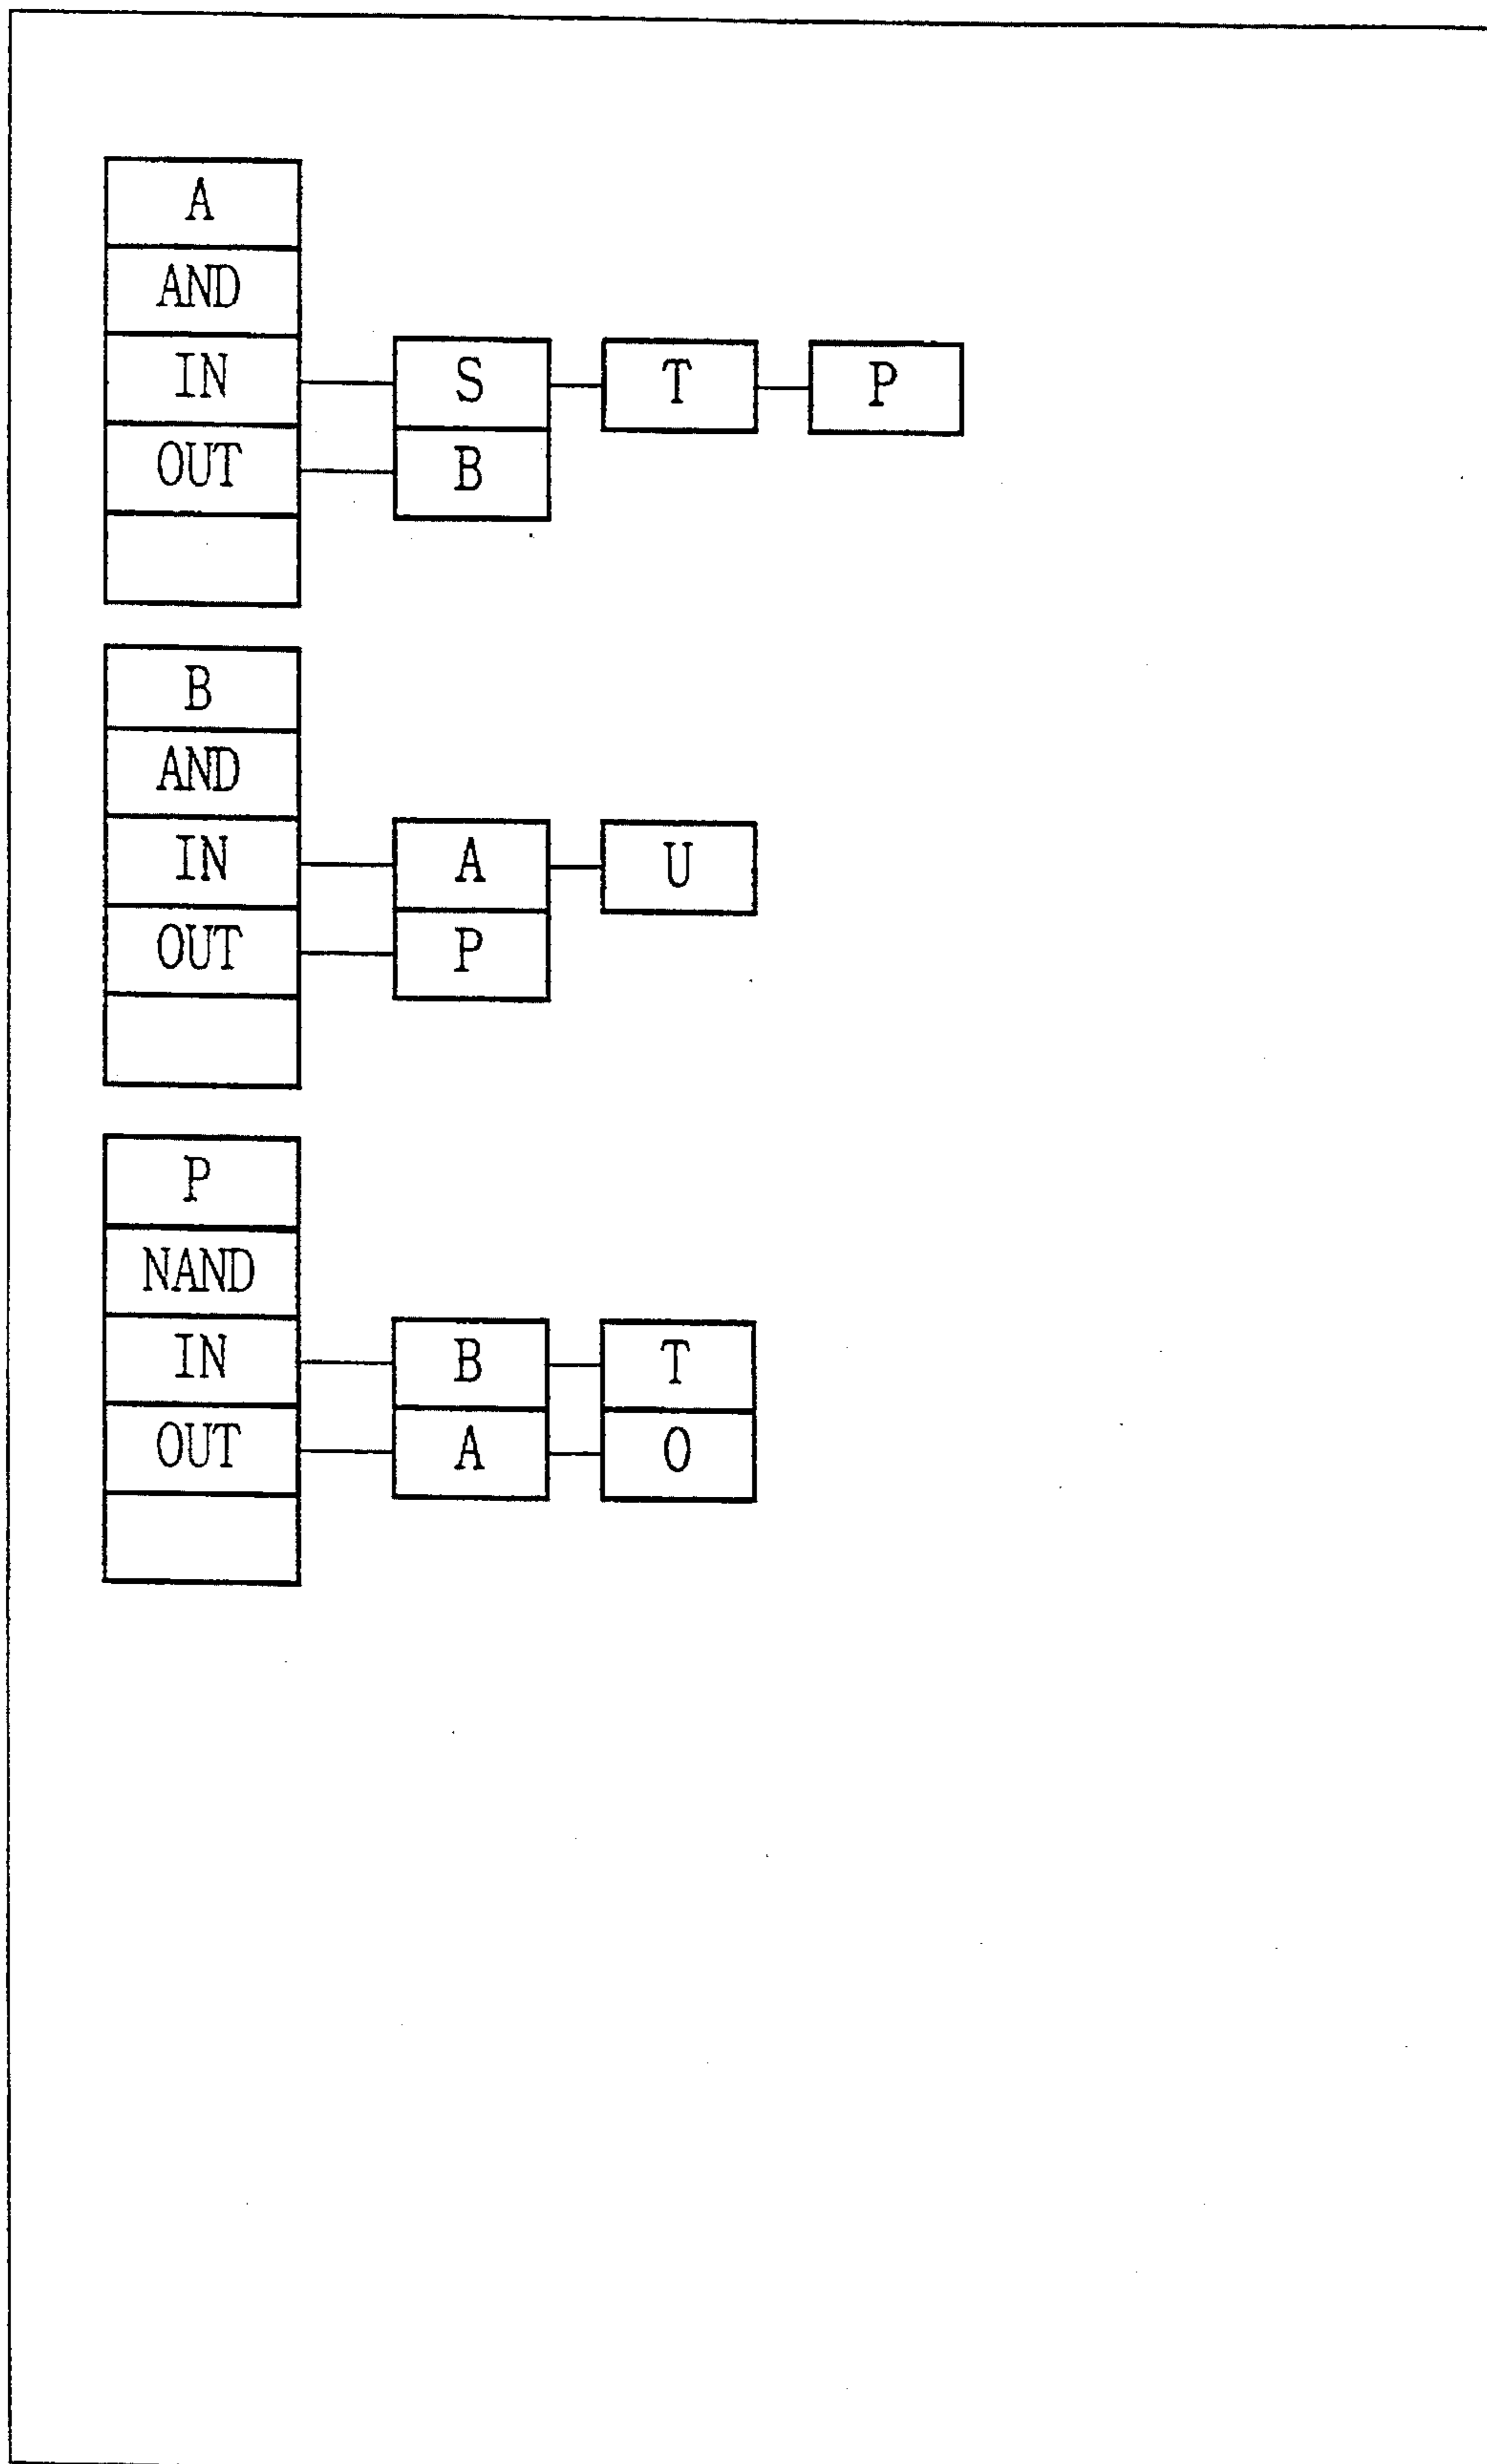 A
AND
IN S T P
OUT B
B
AND
IN A U
OUT P
P
NAND
IN B T
OUT A O